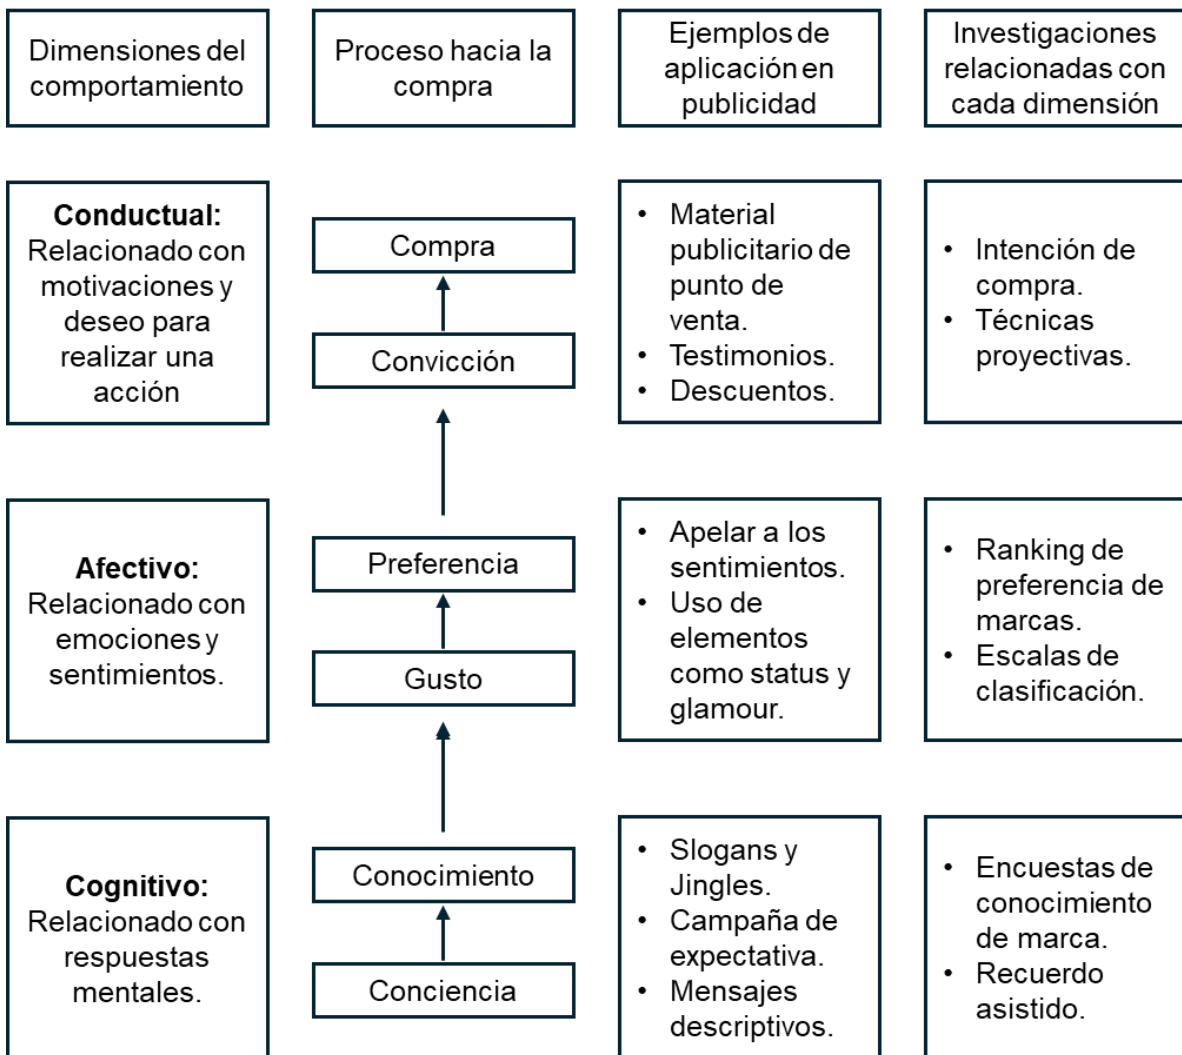 Dimensiones del
comportamiento
Proceso hacia la
compra
Ejemplos de
aplicación en
publicidad
Investigaciones
relacionadas con
cada dimensión
Conductual:
Relacionado con
motivaciones y
deseo para
realizar una
acción
Compra
Convicción
• Material
publicitario de
punto de
venta.
• Testimonios.
• Descuentos.
• Intención de
compra.
• Técnicas
proyectivas.
Afectivo:
Relacionado con
emociones y
sentimientos.
Preferencia
Gusto
• Apelar a los
sentimientos.
• Uso de
elementos
como status y
glamour.
• Ranking de
preferencia de
marcas.
• Escalas de
clasificación.
Cognitivo:
Relacionado con
respuestas
mentales.
Conocimiento
Conciencia
• Slogans y
Jingles.
• Campaña de
expectativa.
• Mensajes
descriptivos.
• Encuestas de
conocimiento
de marca.
• Recuerdo
asistido.